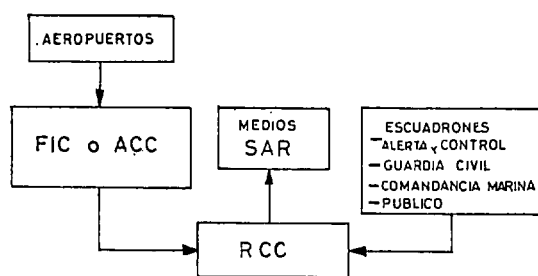 AEROPUERTOS
FIC o ACC
MEDIOS
SAR
ESCUADRONES
-ALERTA Y CONTROL
-GUARDIA CIVIL
-COMANDANCIA MARINA
-PUBLICO
RCC